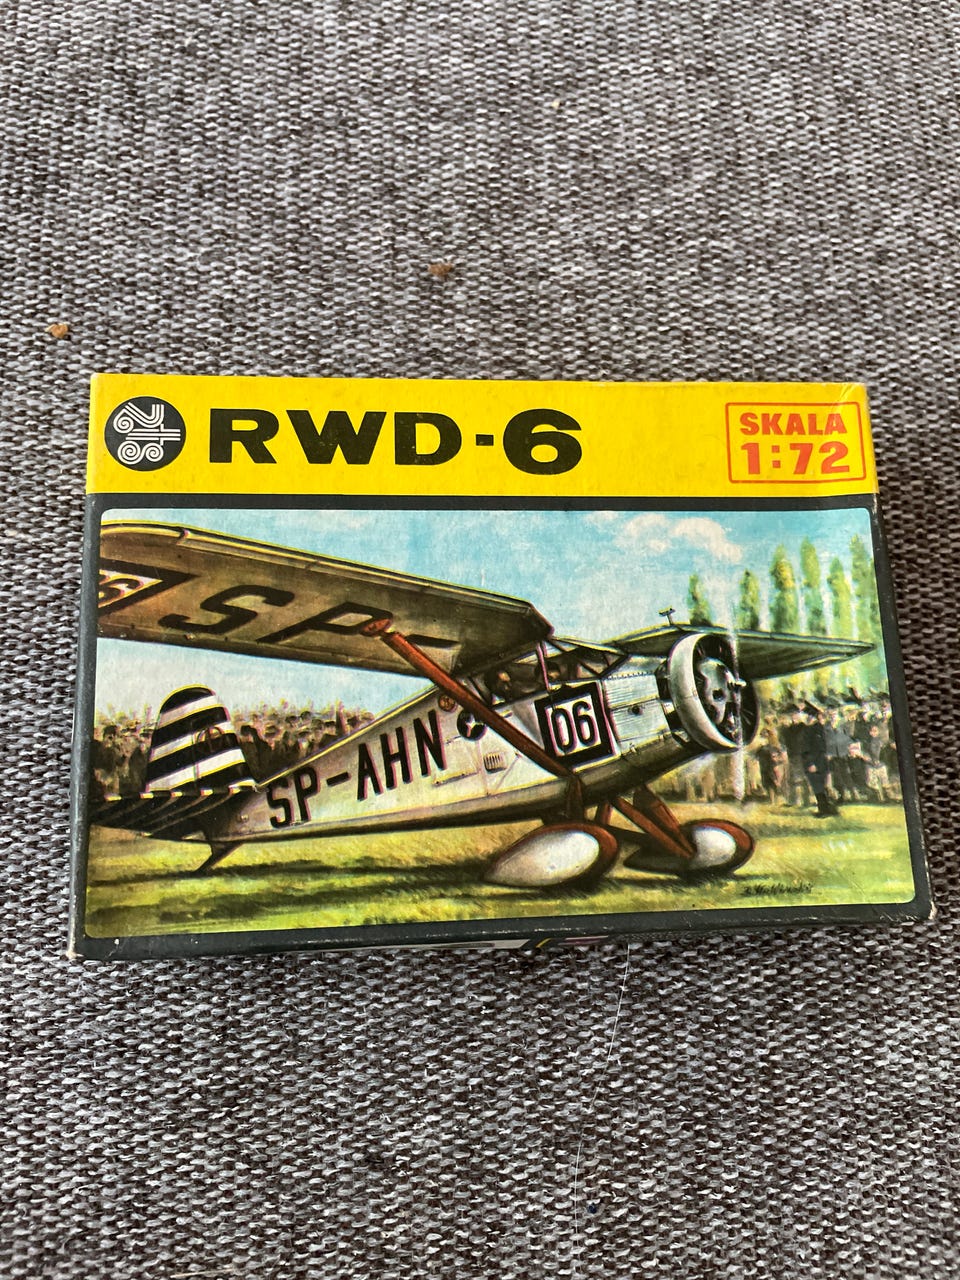 RWD-6
SKALA
1:72
SP-
06
SP-AHN